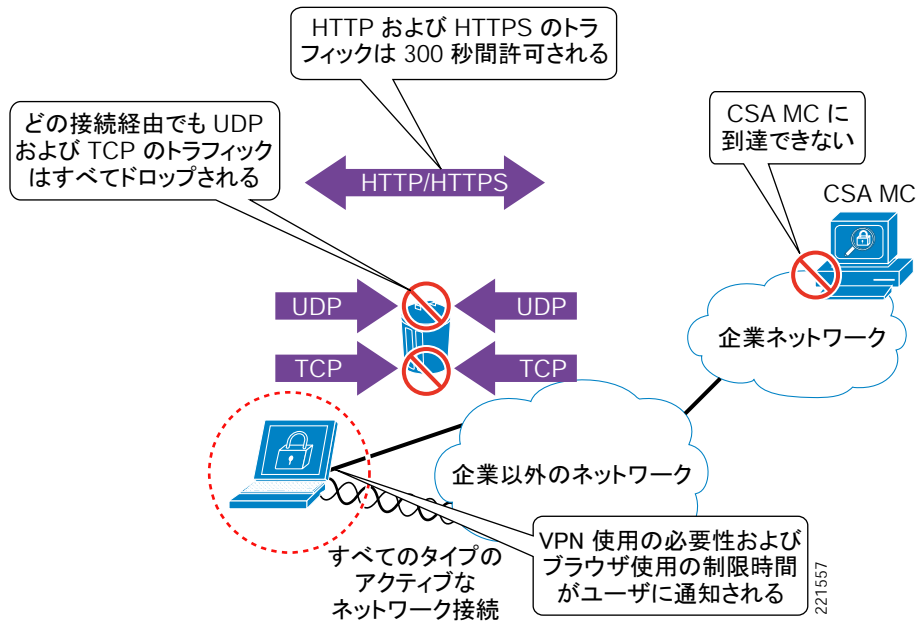 HTTP および HTTPS のトラ
フィックは 300 秒間許可される
どの接続経由でも UDP
および TCP のトラフィック
はすべてドロップされる
CSA MC に
到達できない
HTTP/HTTPS
CSA MC
UDP
UDP
企業ネットワーク
TCP
TCP
企業以外のネットワーク
VPN 使用の必要性および
ブラウザ使用の制限時間
がユーザに通知される
すべてのタイプの
アクティブな
ネットワーク接続
221557